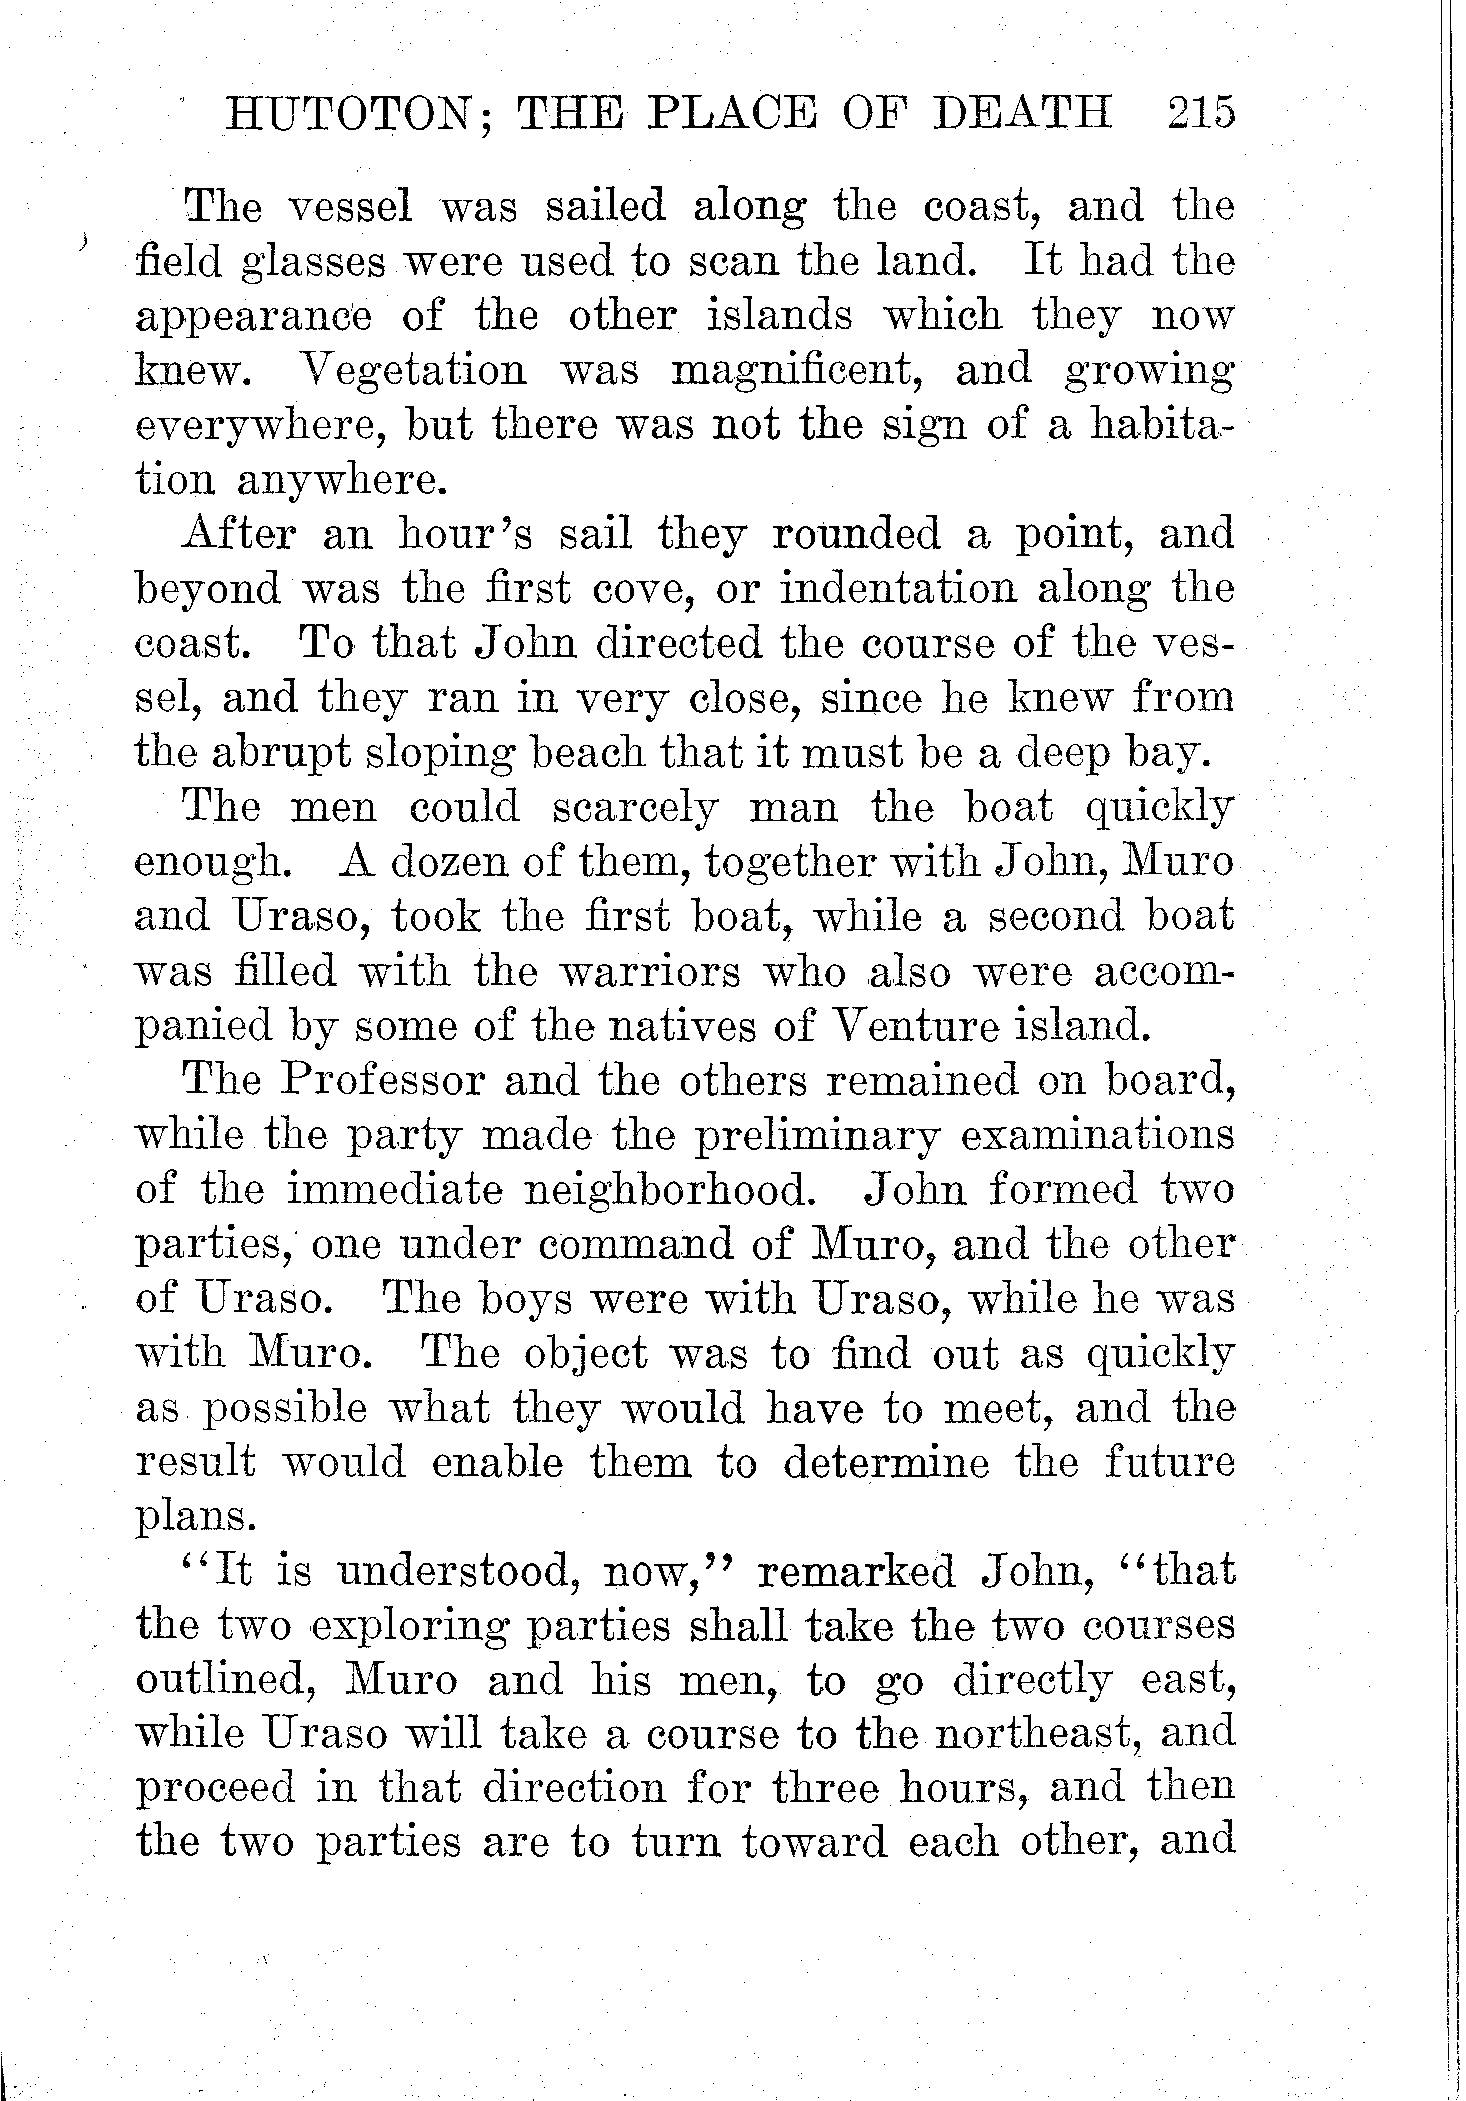 HUTOTON; THE PLACE OF DEATH 215
The vessel was sailed along the coast, and the
field glasses were used to scan the land. It had the
appearance of the other islands which they now
knew. Vegetation was magnificent, and growing
everywhere, but there was not the sign of a habita-
tion anywhere.
After an hour's sail they rounded a point, and
beyond was the first cove, or indentation along the
coast. To that John directed the course of the ves-
sel, and they ran in very close, since he knew from
the abrupt sloping beach that it must be a deep bay.
The men could scarcely man the boat quickly
enough. A dozen of them, together with John, Muro
and Uraso, took the first boat, while a second boat
was filled with the warriors who also were accom-
panied by some of the natives of Venture island.
The Professor and the others remained on board,
while the party made the preliminary examinations
of the immediate neighborhood. John formed two
parties, one under command of Muro, and the other
of Uraso. The boys were with Uraso, while he was
with Muro. The object was to find out as quickly
as possible what they would have to meet, and the
result would enable them to determine the future
plans.
"It is understood, now," remarked John, "that
the two exploring parties shall take the two courses
outlined, Muro and his men, to go directly east,
while Uraso will take a course to the northeast, and
proceed in that direction for three hours, and then
the two parties are to turn toward each other, and